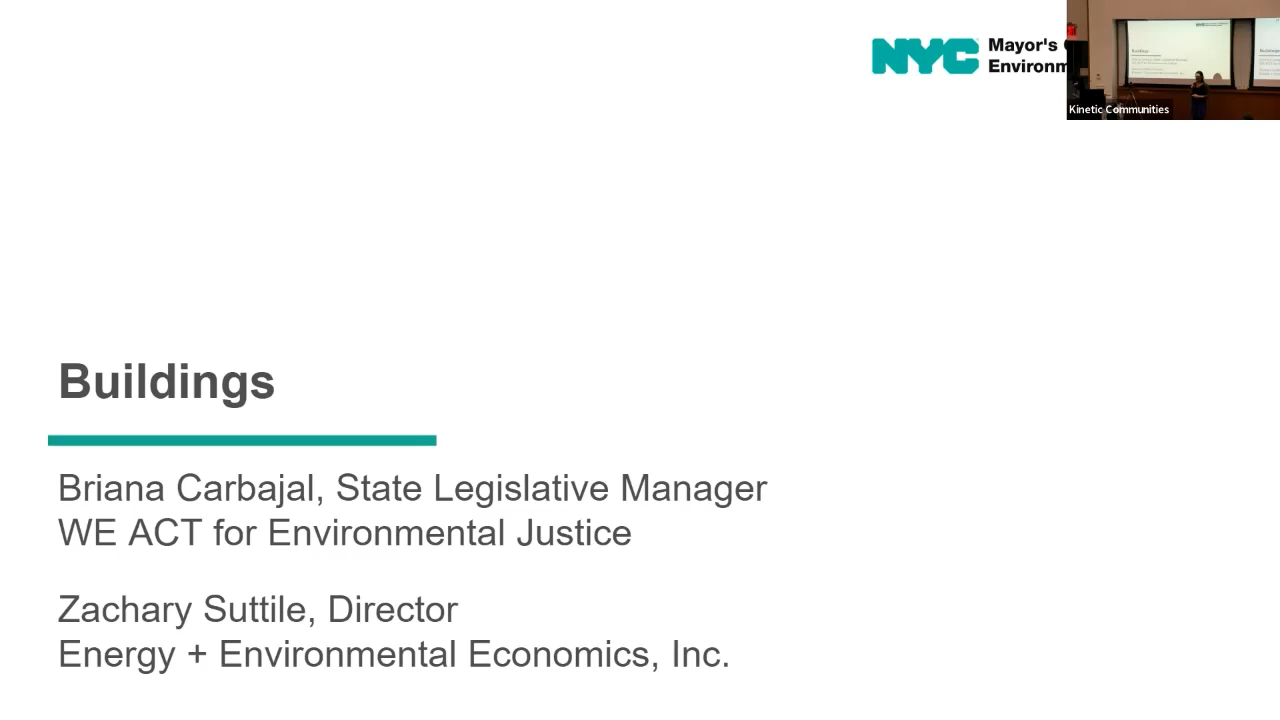 NYC Mayor's
Environm
Kinetic Communities
Buildings
Briana Carbajal, State Legislative Manager
WE ACT for Environmental Justice
Zachary Suttile, Director
Energy + Environmental Economics, Inc.